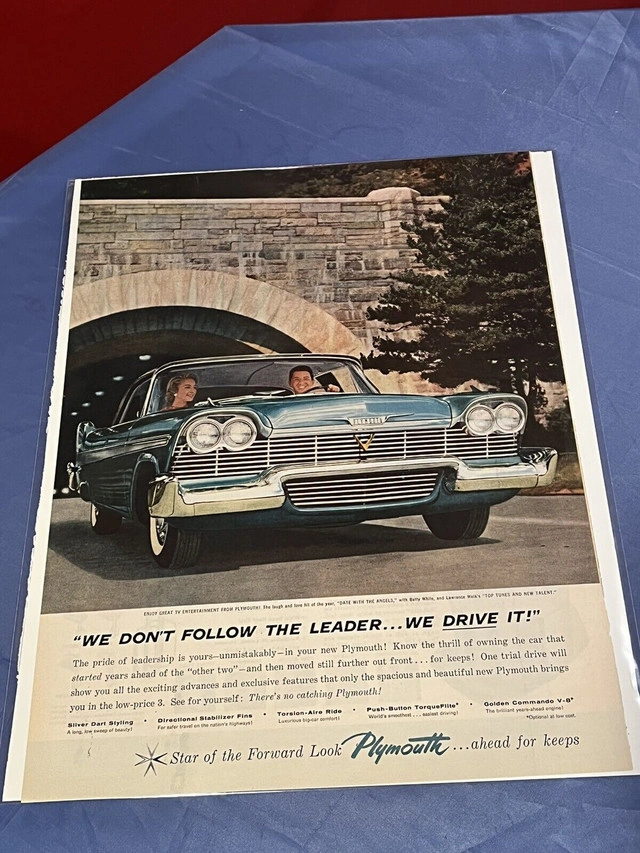 ENJOY GREAT TV ENTERTAINMENT FROM PLYMOUTH! The laugh and love hit of the year, "DATE WITH THE ANGELS," with Betty White, and Lawrence Welk's "TOP TUNES AND NEW TALENT."
"WE DON'T FOLLOW THE LEADER...WE DRIVE IT!"
The pride of leadership is yours—unmistakably—in your new Plymouth! Know the thrill of owning the car that
started years ahead of the "other two"—and then moved still further out front . . . for keeps! One trial drive will
show you all the exciting advances and exclusive features that only the spacious and beautiful new Plymouth brings
you in the low-price 3. See for yourself: There's no catching Plymouth!
Silver Dart Styling • Directional Stabilizer Fins • Torsion-Aire Ride • Push-Button TorqueFlite* • Golden Commando V-8*
A long, low sweep of beauty! For safer travel on the nation's highways! Luxurious big-car comfort! World's smoothest . . . easiest driving! The brilliant years-ahead engine!
*Optional at low cost.
Star of the Forward Look Plymouth ...ahead for keeps